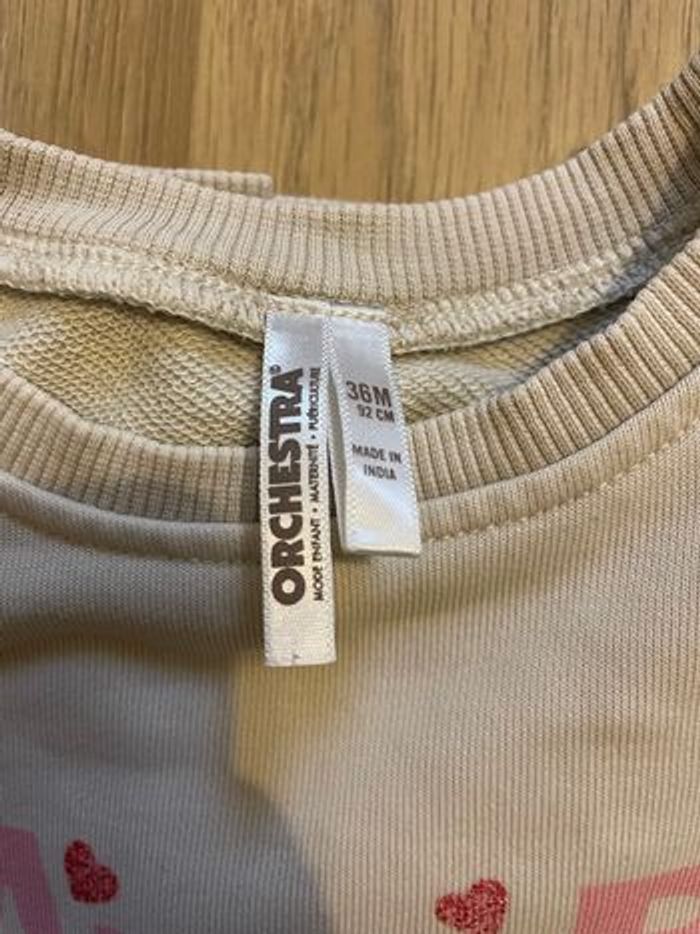 ORCHESTRA®
MODE ENFANT • MATERNITÉ • PUÉRICULTURE
36M
92 CM
MADE IN
INDIA